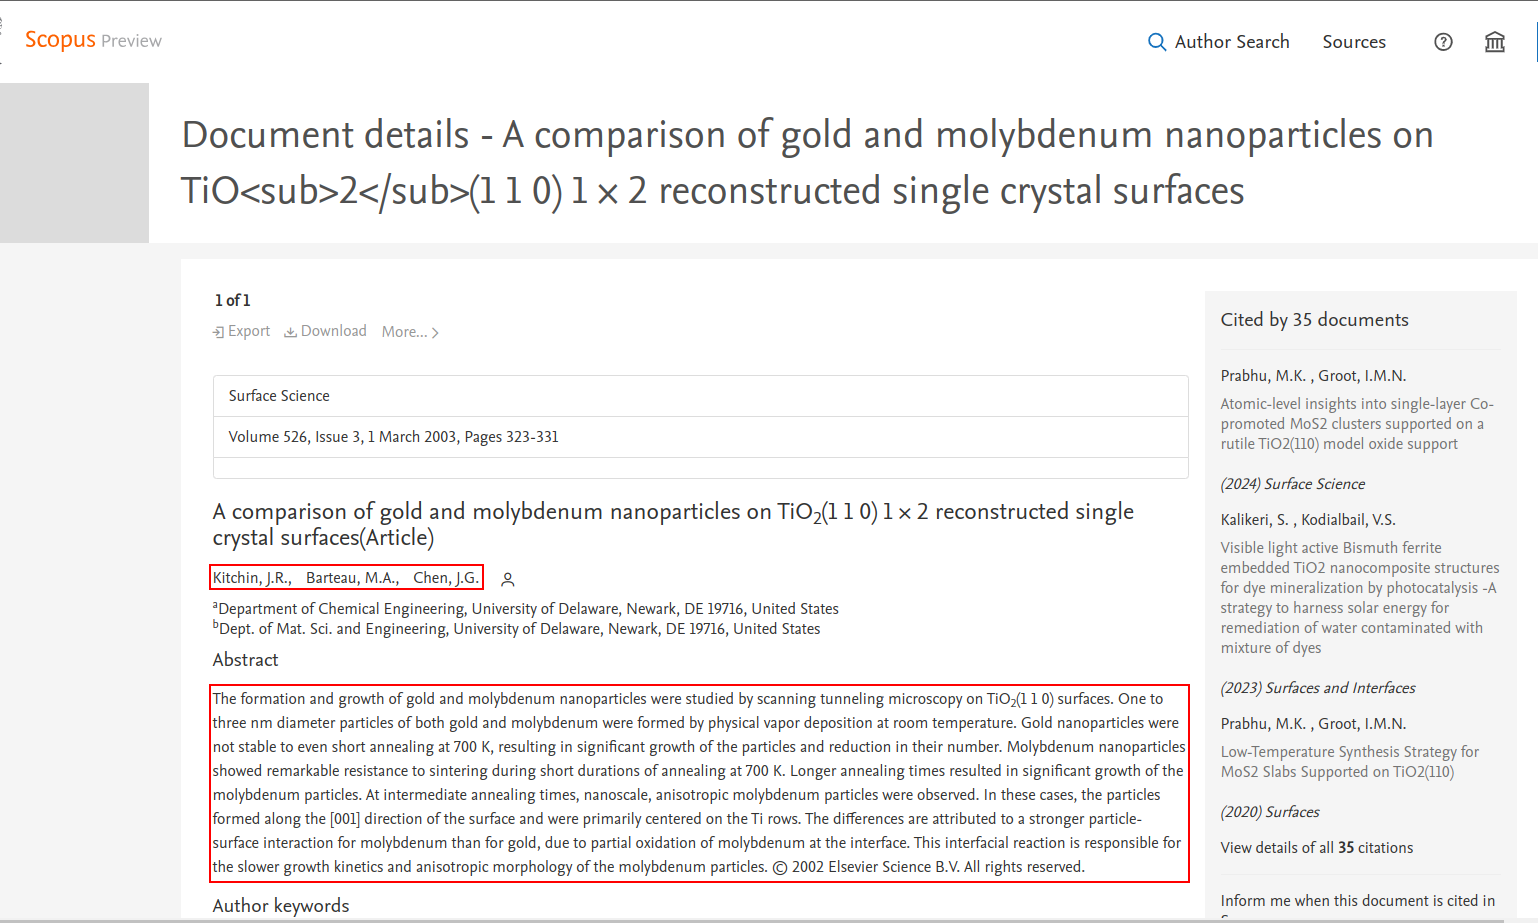 Scopus Preview
Author Search Sources
Document details - A comparison of gold and molybdenum nanoparticles on
TiO<sub>2</sub>(1 1 0) 1 × 2 reconstructed single crystal surfaces
1 of 1
Export Download More...
Surface Science
Volume 526, Issue 3, 1 March 2003, Pages 323-331
A comparison of gold and molybdenum nanoparticles on TiO2(1 1 0) 1 × 2 reconstructed single
crystal surfaces(Article)
Kitchin, J.R., Barteau, M.A., Chen, J.G.
aDepartment of Chemical Engineering, University of Delaware, Newark, DE 19716, United States
bDept. of Mat. Sci. and Engineering, University of Delaware, Newark, DE 19716, United States
Abstract
The formation and growth of gold and molybdenum nanoparticles were studied by scanning tunneling microscopy on TiO2(1 1 0) surfaces. One to
three nm diameter particles of both gold and molybdenum were formed by physical vapor deposition at room temperature. Gold nanoparticles were
not stable to even short annealing at 700 K, resulting in significant growth of the particles and reduction in their number. Molybdenum nanoparticles
showed remarkable resistance to sintering during short durations of annealing at 700 K. Longer annealing times resulted in significant growth of the
molybdenum particles. At intermediate annealing times, nanoscale, anisotropic molybdenum particles were observed. In these cases, the particles
formed along the [001] direction of the surface and were primarily centered on the Ti rows. The differences are attributed to a stronger particle-
surface interaction for molybdenum than for gold, due to partial oxidation of molybdenum at the interface. This interfacial reaction is responsible for
the slower growth kinetics and anisotropic morphology of the molybdenum particles. © 2002 Elsevier Science B.V. All rights reserved.
Author keywords
Cited by 35 documents
Prabhu, M.K. , Groot, I.M.N.
Atomic-level insights into single-layer Co-
promoted MoS2 clusters supported on a
rutile TiO2(110) model oxide support
(2024) Surface Science
Kalikeri, S. , Kodialbail, V.S.
Visible light active Bismuth ferrite
embedded TiO2 nanocomposite structures
for dye mineralization by photocatalysis -A
strategy to harness solar energy for
remediation of water contaminated with
mixture of dyes
(2023) Surfaces and Interfaces
Prabhu, M.K. , Groot, I.M.N.
Low-Temperature Synthesis Strategy for
MoS2 Slabs Supported on TiO2(110)
(2020) Surfaces
View details of all 35 citations
Inform me when this document is cited in